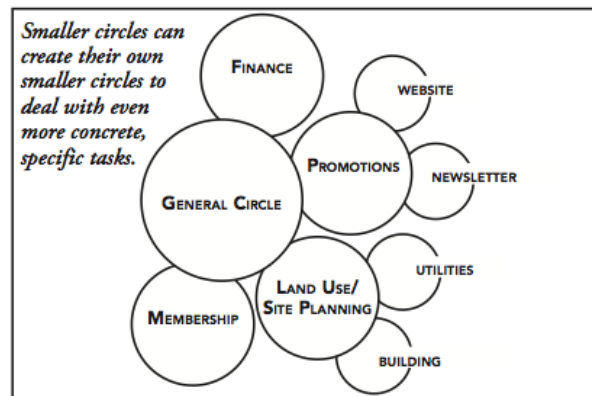 Smaller circles can
create their own
smaller circles to
deal with even
more concrete,
specific tasks.
FINANCE
WEBSITE
PROMOTIONS
NEWSLETTER
GENERAL CIRCLE
UTILITIES
LAND USE/
SITE PLANNING
MEMBERSHIP
BUILDING